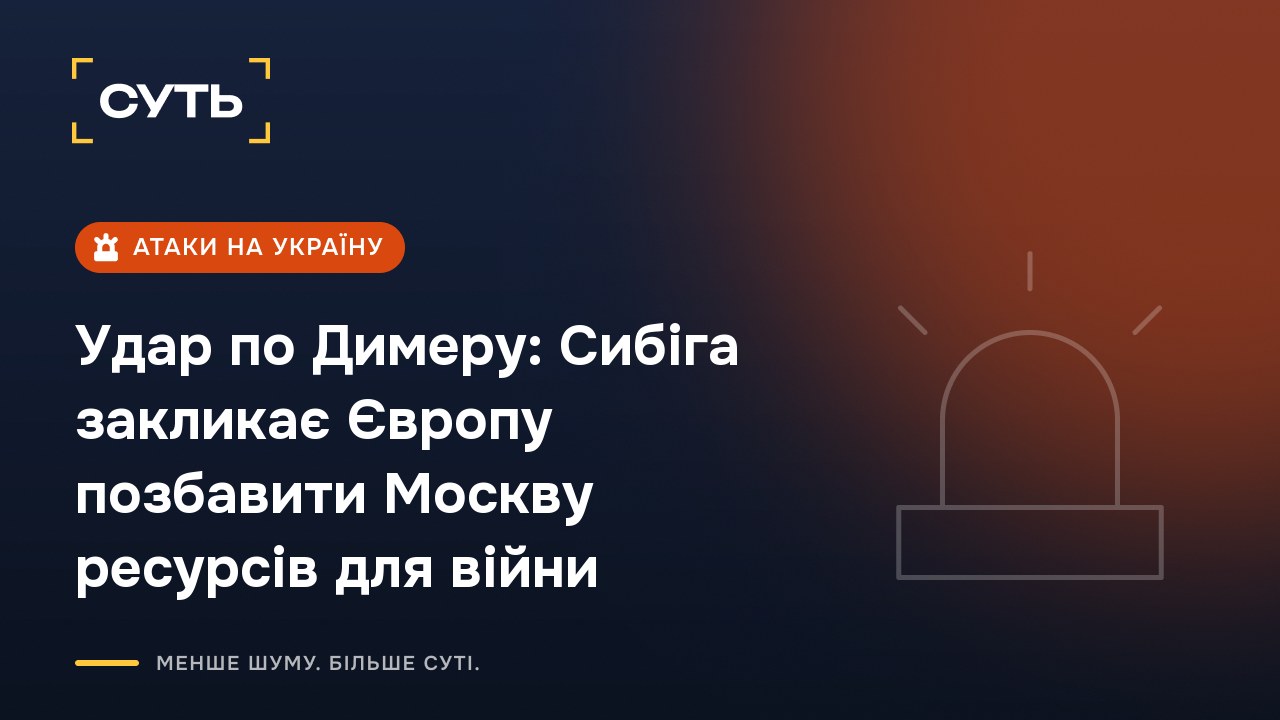 СУТЬ
АТАКИ НА УКРАЇНУ
Удар по Димеру: Сибіга
закликає Європу
позбавити Москву
ресурсів для війни
МЕНШЕ ШУМУ. БІЛЬШЕ СУТІ.